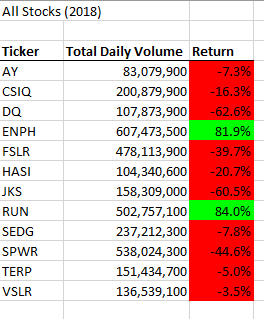 All Stocks (2018)
Ticker Total Daily Volume Return
AY 83,079,900 -7.3%
CSIQ 200,879,900 -16.3%
DQ 107,873,900 -62.6%
ENPH 607,473,500 81.9%
FSLR 478,113,900 -39.7%
HASI 104,340,600 -20.7%
JKS 158,309,000 -60.5%
RUN 502,757,100 84.0%
SEDG 237,212,300 -7.8%
SPWR 538,024,300 -44.6%
TERP 151,434,700 -5.0%
VSLR 136,539,100 -3.5%